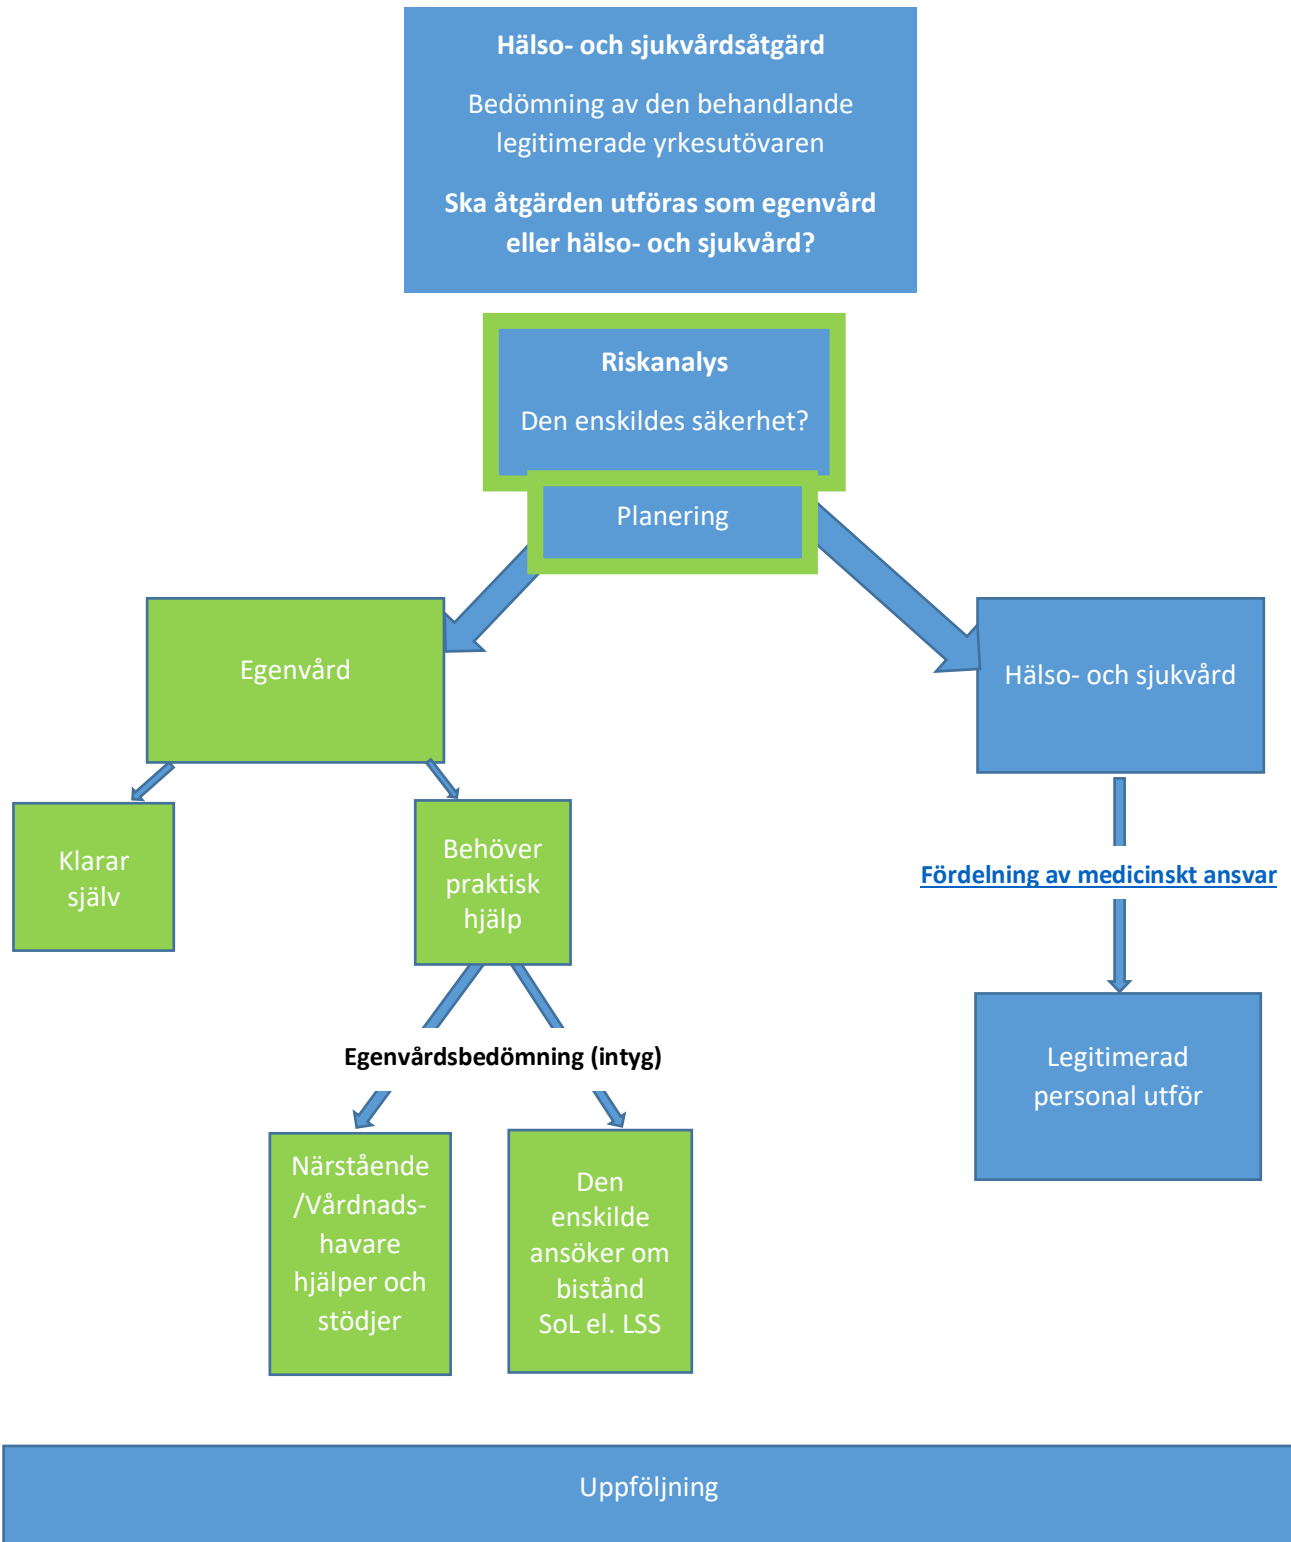 Hälso- och sjukvårdsåtgärd
Bedömning av den behandlande
legitimerade yrkesutövaren
Ska åtgärden utföras som egenvård
eller hälso- och sjukvård?
Riskanalys
Den enskildes säkerhet?
Planering
Egenvård
Hälso- och sjukvård
Klarar
själv
Behöver
praktisk
hjälp
Fördelning av medicinskt ansvar
Egenvårdsbedömning (intyg)
Legitimerad
personal utför
Närstående
/Vårdnads-
havare
hjälper och
stödjer
Den
enskilde
ansöker om
bistånd
SoL el. LSS
Uppföljning